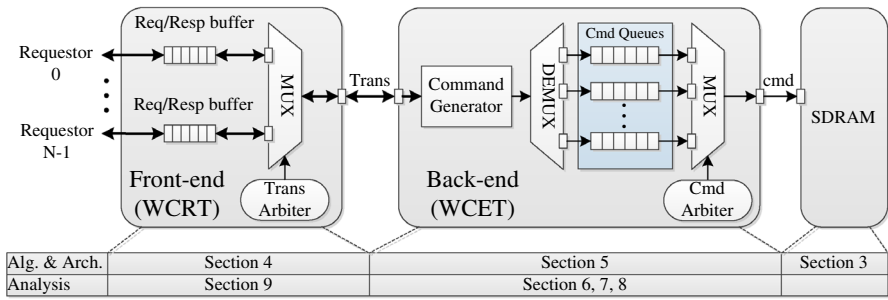 Req/Resp buffer
Requestor
0
MUX
Req/Resp buffer
Requestor
N-1
Front-end
(WCRT)
Trans
Arbiter
Trans
Command
Generator
DEMUX
Cmd Queues
MUX
Back-end
(WCET)
Cmd
Arbiter
cmd
SDRAM
Alg. & Arch. Section 4 Section 5 Section 3
Analysis Section 9 Section 6, 7, 8